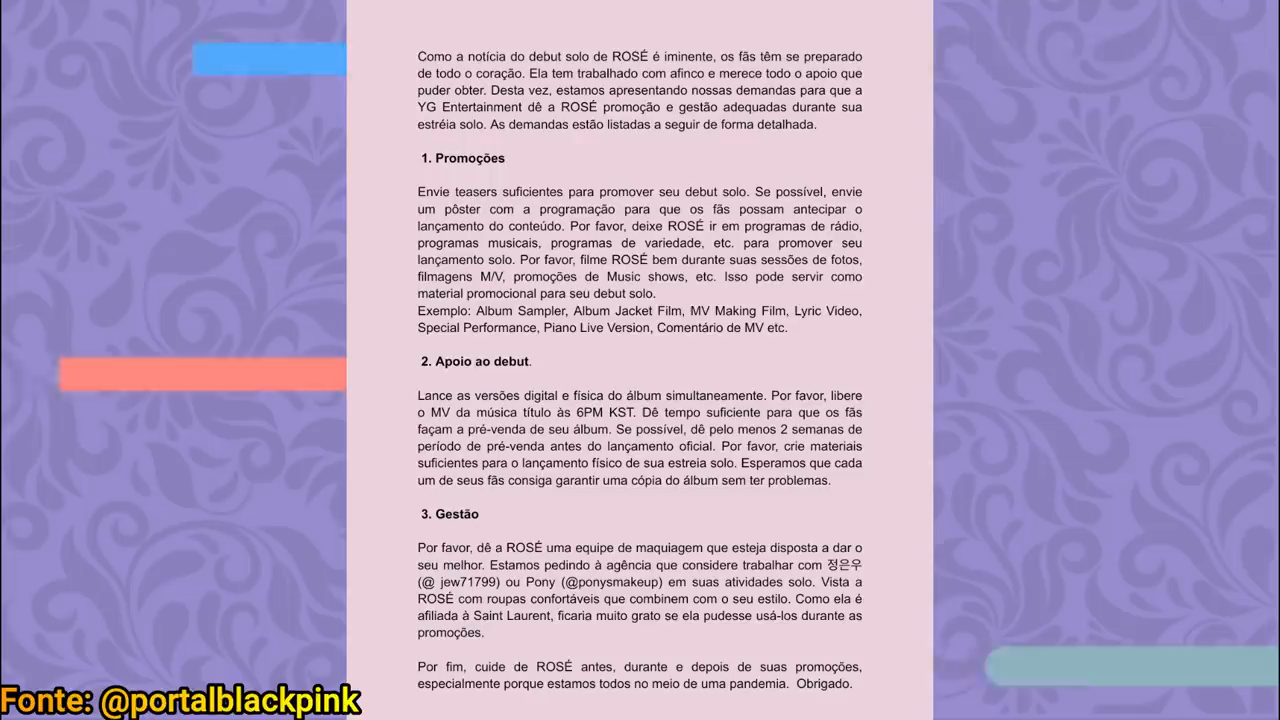 Como a notícia do debut solo de ROSÉ é iminente, os fãs têm se preparado
de todo o coração. Ela tem trabalhado com afinco e merece todo o apoio que
puder obter. Desta vez, estamos apresentando nossas demandas para que a
YG Entertainment dê a ROSÉ promoção e gestão adequadas durante sua
estréia solo. As demandas estão listadas a seguir de forma detalhada.
1. Promoções
Envie teasers suficientes para promover seu debut solo. Se possível, envie
um pôster com a programação para que os fãs possam antecipar o
lançamento do conteúdo. Por favor, deixe ROSÉ ir em programas de rádio,
programas musicais, programas de variedade, etc. para promover seu
lançamento solo. Por favor, filme ROSÉ bem durante suas sessões de fotos,
filmagens M/V, promoções de Music shows, etc. Isso pode servir como
material promocional para seu debut solo.
Exemplo: Album Sampler, Album Jacket Film, MV Making Film, Lyric Video,
Special Performance, Piano Live Version, Comentário de MV etc.
2. Apoio ao debut.
Lance as versões digital e física do álbum simultaneamente. Por favor, libere
o MV da música título às 6PM KST. Dê tempo suficiente para que os fãs
façam a pré-venda de seu álbum. Se possível, dê pelo menos 2 semanas de
período de pré-venda antes do lançamento oficial. Por favor, crie materiais
suficientes para o lançamento físico de sua estreia solo. Esperamos que cada
um de seus fãs consiga garantir uma cópia do álbum sem ter problemas.
3. Gestão
Por favor, dê a ROSÉ uma equipe de maquiagem que esteja disposta a dar o
seu melhor. Estamos pedindo à agência que considere trabalhar com 정은우
(@ jew71799) ou Pony (@ponysmakeup) em suas atividades solo. Vista a
ROSÉ com roupas confortáveis que combinem com o seu estilo. Como ela é
afiliada à Saint Laurent, ficaria muito grato se ela pudesse usá-los durante as
promoções.
Por fim, cuide de ROSÉ antes, durante e depois de suas promoções,
especialmente porque estamos todos no meio de uma pandemia. Obrigado.
Fonte: @portalblackpink